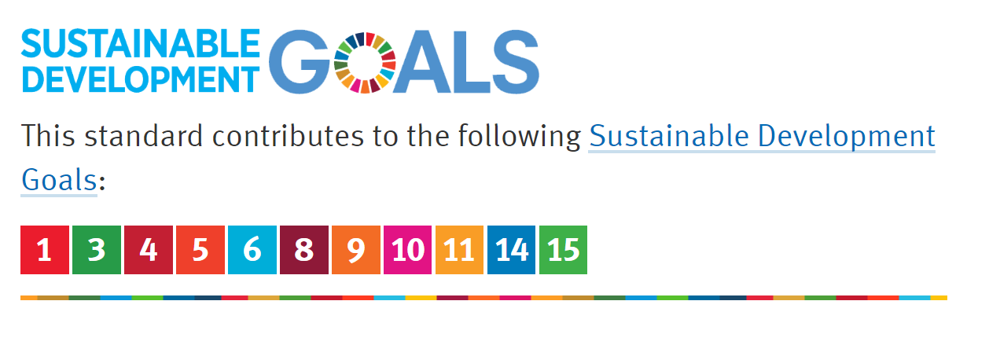 SUSTAINABLE
DEVELOPMENT GOALS
This standard contributes to the following Sustainable Development
Goals:
1 3 4 5 6 8 9 10 11 14 15